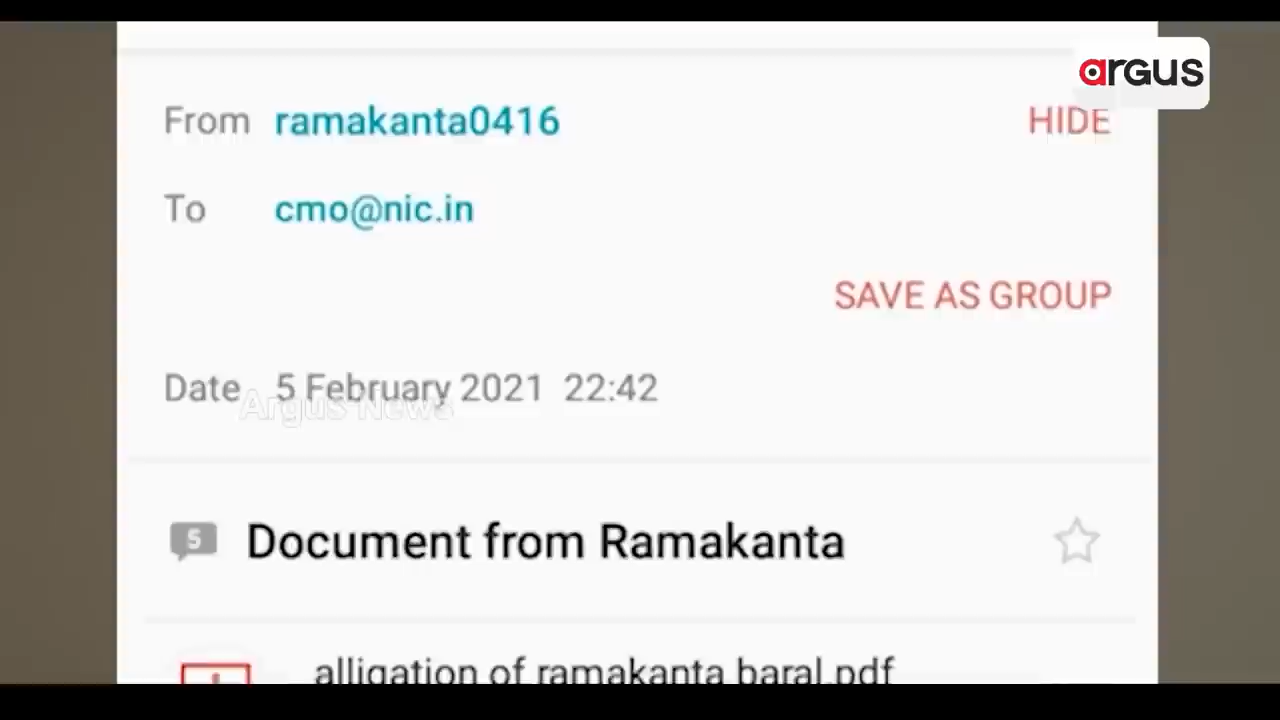 argus
From ramakanta0416 HIDE
To cmo@nic.in
SAVE AS GROUP
Date 5 February 2021 22:42
Argus News
5 Document from Ramakanta
alligation of ramakanta baral.pdf